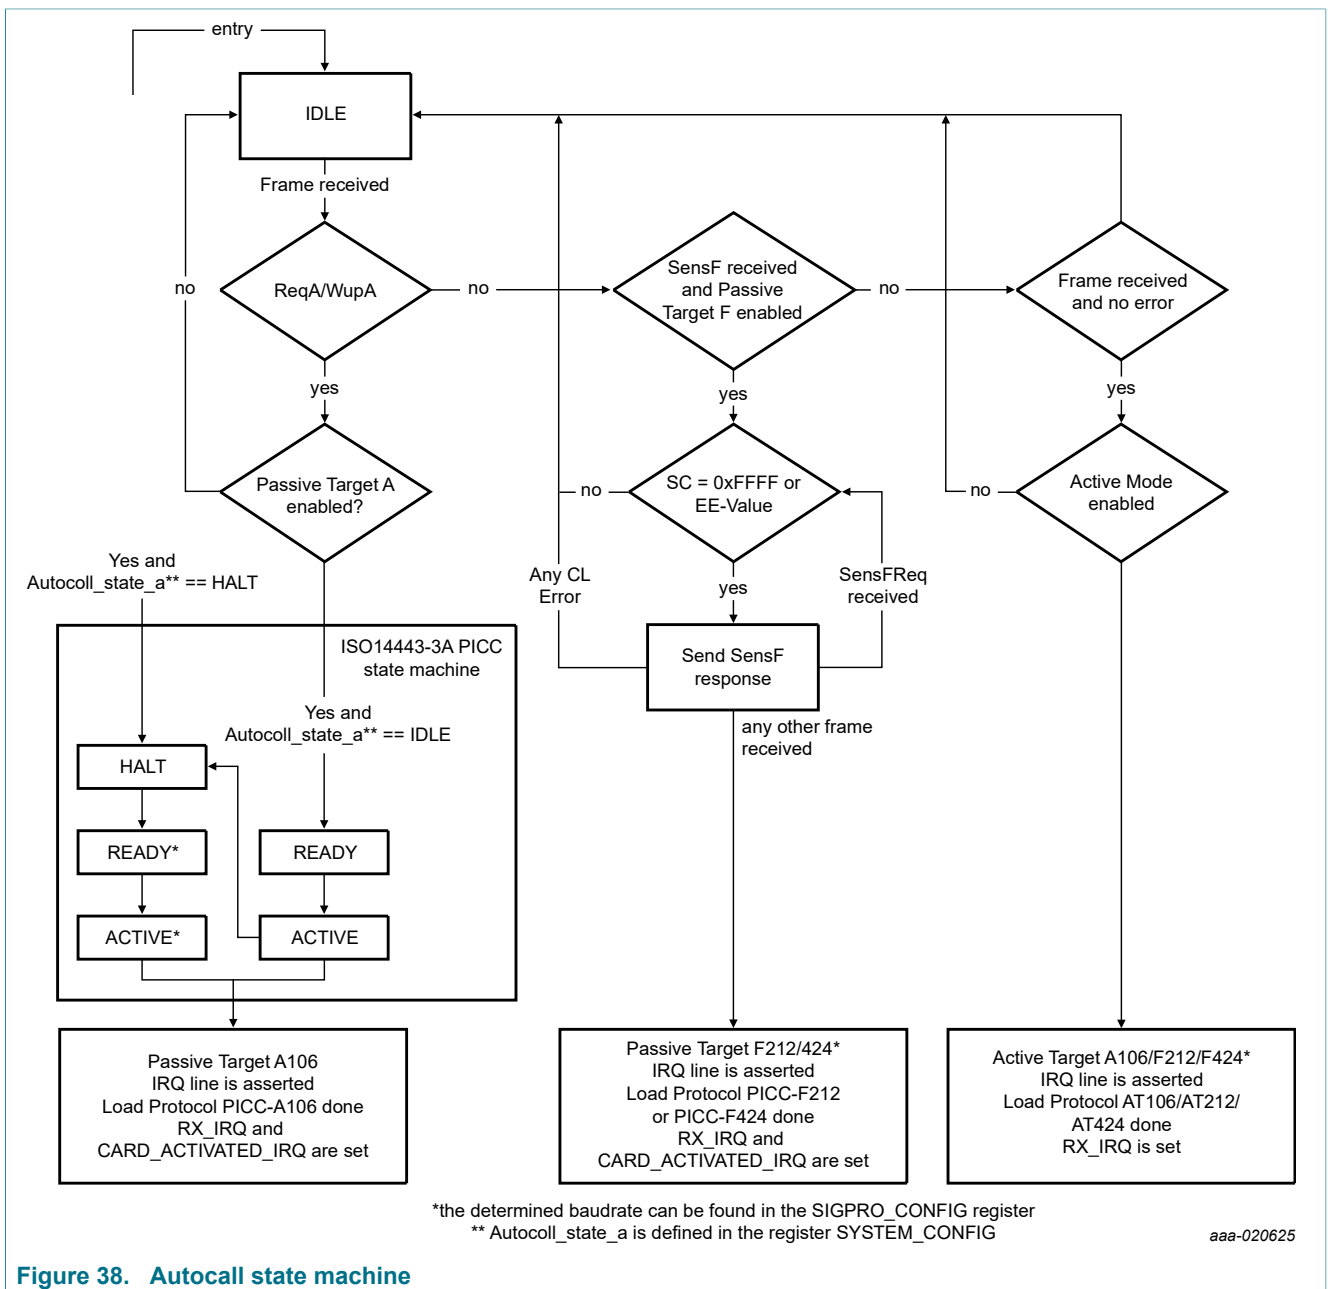 entry
IDLE
Frame received
no
ReqA/WupA
no
SensF received
and Passive
Target F enabled
no
Frame received
and no error
yes
yes
yes
Passive Target A
enabled?
no
SC = 0xFFFF or
EE-Value
no
Active Mode
enabled
Yes and
Autocoll_state_a** == HALT
Any CL
Error
yes
SensFReq
received
ISO14443-3A PICC
state machine
Send SensF
response
Yes and
Autocoll_state_a** == IDLE
any other frame
received
HALT
READY*
READY
ACTIVE*
ACTIVE
Passive Target A106
IRQ line is asserted
Load Protocol PICC-A106 done
RX_IRQ and
CARD_ACTIVATED_IRQ are set
Passive Target F212/424*
IRQ line is asserted
Load Protocol PICC-F212
or PICC-F424 done
RX_IRQ and
CARD_ACTIVATED_IRQ are set
Active Target A106/F212/F424*
IRQ line is asserted
Load Protocol AT106/AT212/
AT424 done
RX_IRQ is set
*the determined baudrate can be found in the SIGPRO_CONFIG register
** Autocoll_state_a is defined in the register SYSTEM_CONFIG
aaa-020625
Figure 38. Autocall state machine